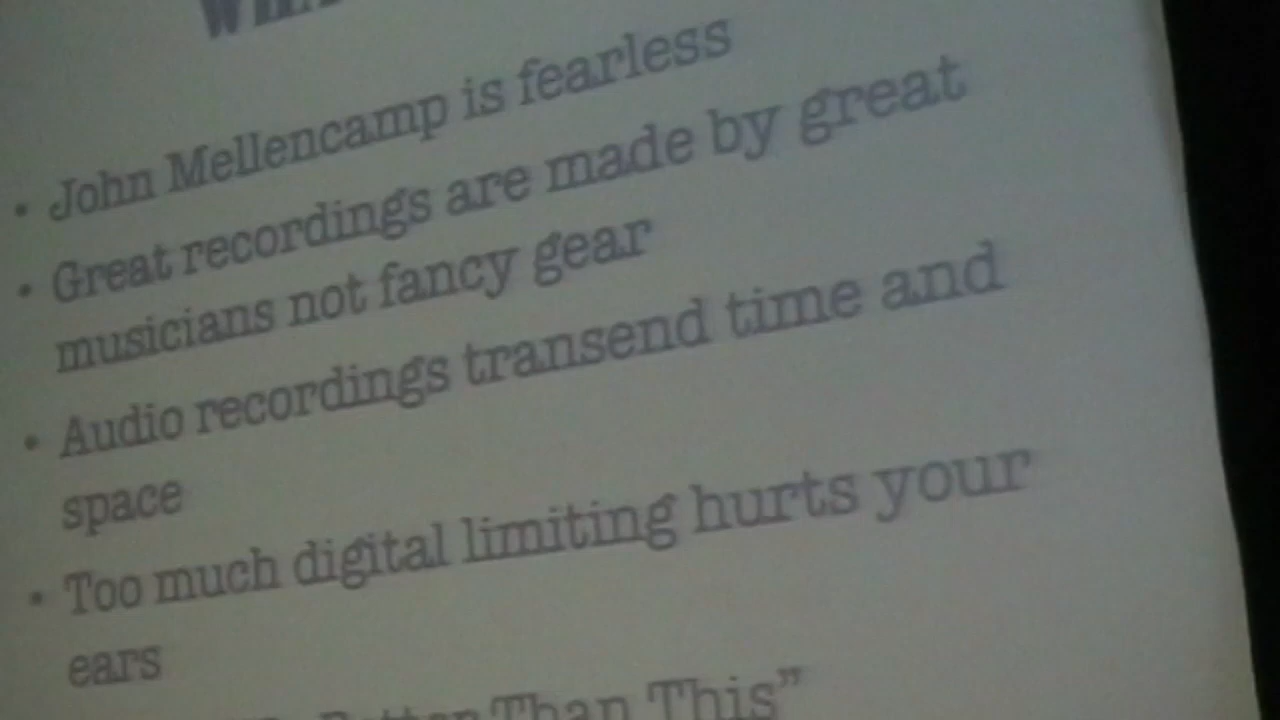 • John Mellencamp is fearless
• Great recordings are made by great
musicians not fancy gear
• Audio recordings transend time and
space
• Too much digital limiting hurts your
ears
Better Than This”